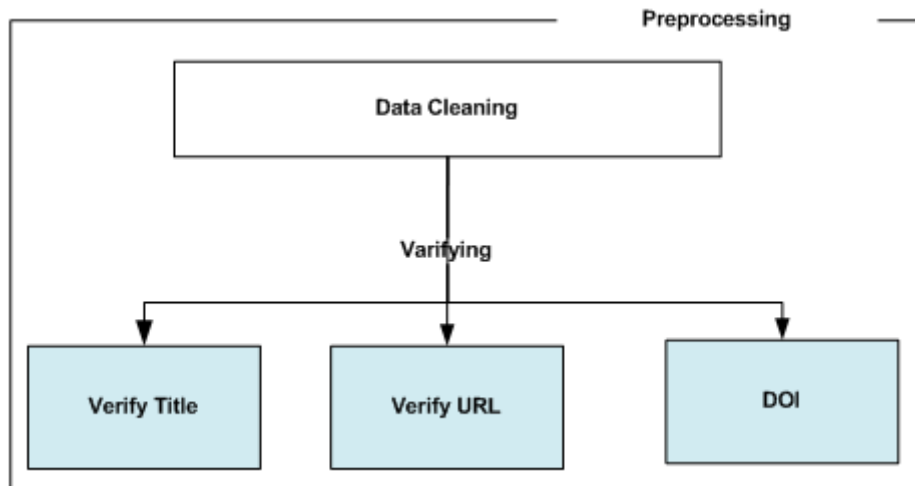 Preprocessing
Data Cleaning
Varifying
Verify Title
Verify URL
DOI